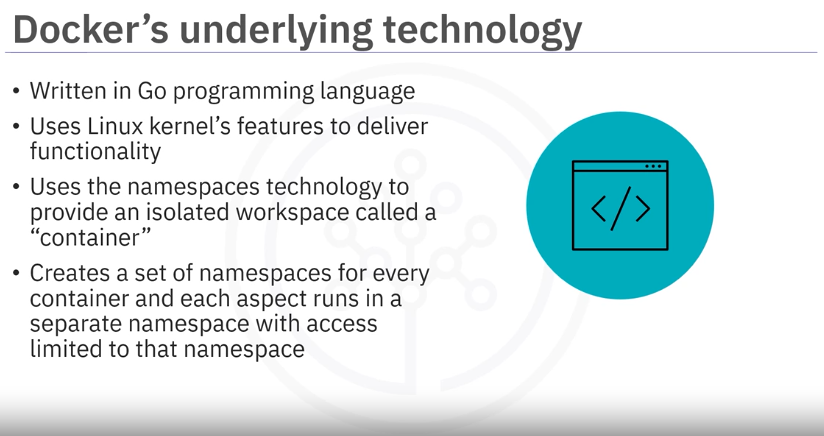 Docker’s underlying technology
• Written in Go programming language
• Uses Linux kernel’s features to deliver
functionality
• Uses the namespaces technology to
provide an isolated workspace called a
“container”
• Creates a set of namespaces for every
container and each aspect runs in a
separate namespace with access
limited to that namespace
</>